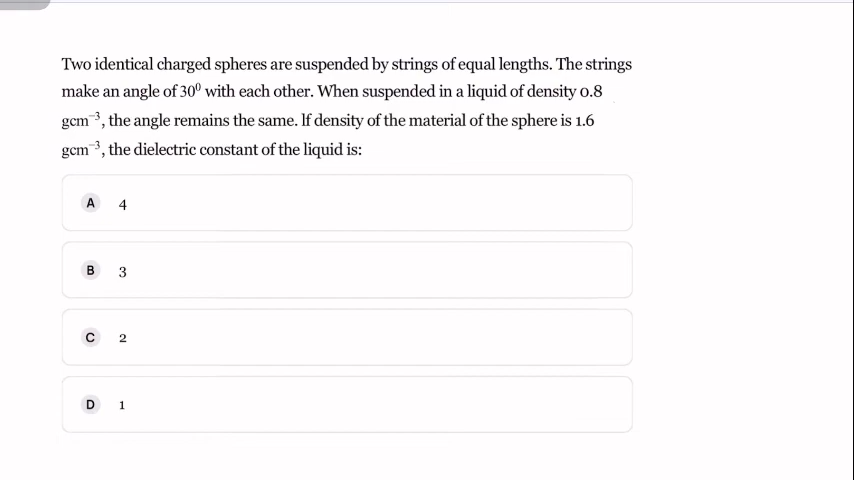 Two identical charged spheres are suspended by strings of equal lengths. The strings
make an angle of 30⁰ with each other. When suspended in a liquid of density 0.8
gcm⁻³, the angle remains the same. If density of the material of the sphere is 1.6
gcm⁻³, the dielectric constant of the liquid is:
A 4
B 3
C 2
D 1